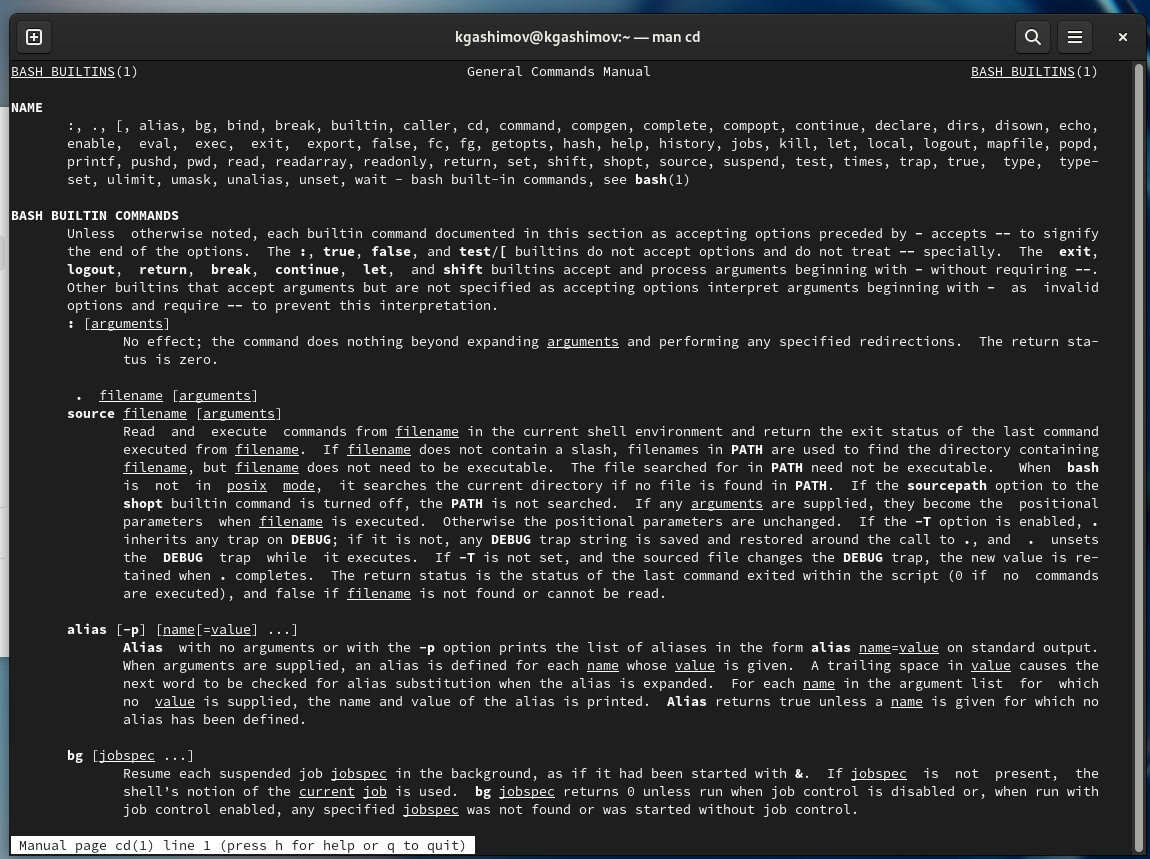 kgashimov@kgashimov:~ — man cd
BASH BUILTINS(1) General Commands Manual BASH BUILTINS(1)
NAME
:, ., [, alias, bg, bind, break, builtin, caller, cd, command, compgen, complete, compopt, continue, declare, dirs, disown, echo,
enable, eval, exec, exit, export, false, fc, fg, getopts, hash, help, history, jobs, kill, let, local, logout, mapfile, popd,
printf, pushd, pwd, read, readarray, readonly, return, set, shift, shopt, source, suspend, test, times, trap, true, type, type-
set, ulimit, umask, unalias, unset, wait - bash built-in commands, see bash(1)
BASH BUILTIN COMMANDS
Unless otherwise noted, each builtin command documented in this section as accepting options preceded by - accepts -- to signify
the end of the options. The :, true, false, and test/[ builtins do not accept options and do not treat -- specially. The exit,
logout, return, break, continue, let, and shift builtins accept and process arguments beginning with - without requiring --.
Other builtins that accept arguments but are not specified as accepting options interpret arguments beginning with - as invalid
options and require -- to prevent this interpretation.
: [arguments]
No effect; the command does nothing beyond expanding arguments and performing any specified redirections. The return sta-
tus is zero.
. filename [arguments]
source filename [arguments]
Read and execute commands from filename in the current shell environment and return the exit status of the last command
executed from filename. If filename does not contain a slash, filenames in PATH are used to find the directory containing
filename, but filename does not need to be executable. The file searched for in PATH need not be executable. When bash
is not in posix mode, it searches the current directory if no file is found in PATH. If the sourcepath option to the
shopt builtin command is turned off, the PATH is not searched. If any arguments are supplied, they become the positional
parameters when filename is executed. Otherwise the positional parameters are unchanged. If the -T option is enabled, .
inherits any trap on DEBUG; if it is not, any DEBUG trap string is saved and restored around the call to ., and . unsets
the DEBUG trap while it executes. If -T is not set, and the sourced file changes the DEBUG trap, the new value is re-
tained when . completes. The return status is the status of the last command exited within the script (0 if no commands
are executed), and false if filename is not found or cannot be read.
alias [-p] [name[=value] ...]
Alias with no arguments or with the -p option prints the list of aliases in the form alias name=value on standard output.
When arguments are supplied, an alias is defined for each name whose value is given. A trailing space in value causes the
next word to be checked for alias substitution when the alias is expanded. For each name in the argument list for which
no value is supplied, the name and value of the alias is printed. Alias returns true unless a name is given for which no
alias has been defined.
bg [jobspec ...]
Resume each suspended job jobspec in the background, as if it had been started with &. If jobspec is not present, the
shell's notion of the current job is used. bg jobspec returns 0 unless run when job control is disabled or, when run with
job control enabled, any specified jobspec was not found or was started without job control.
Manual page cd(1) line 1 (press h for help or q to quit)